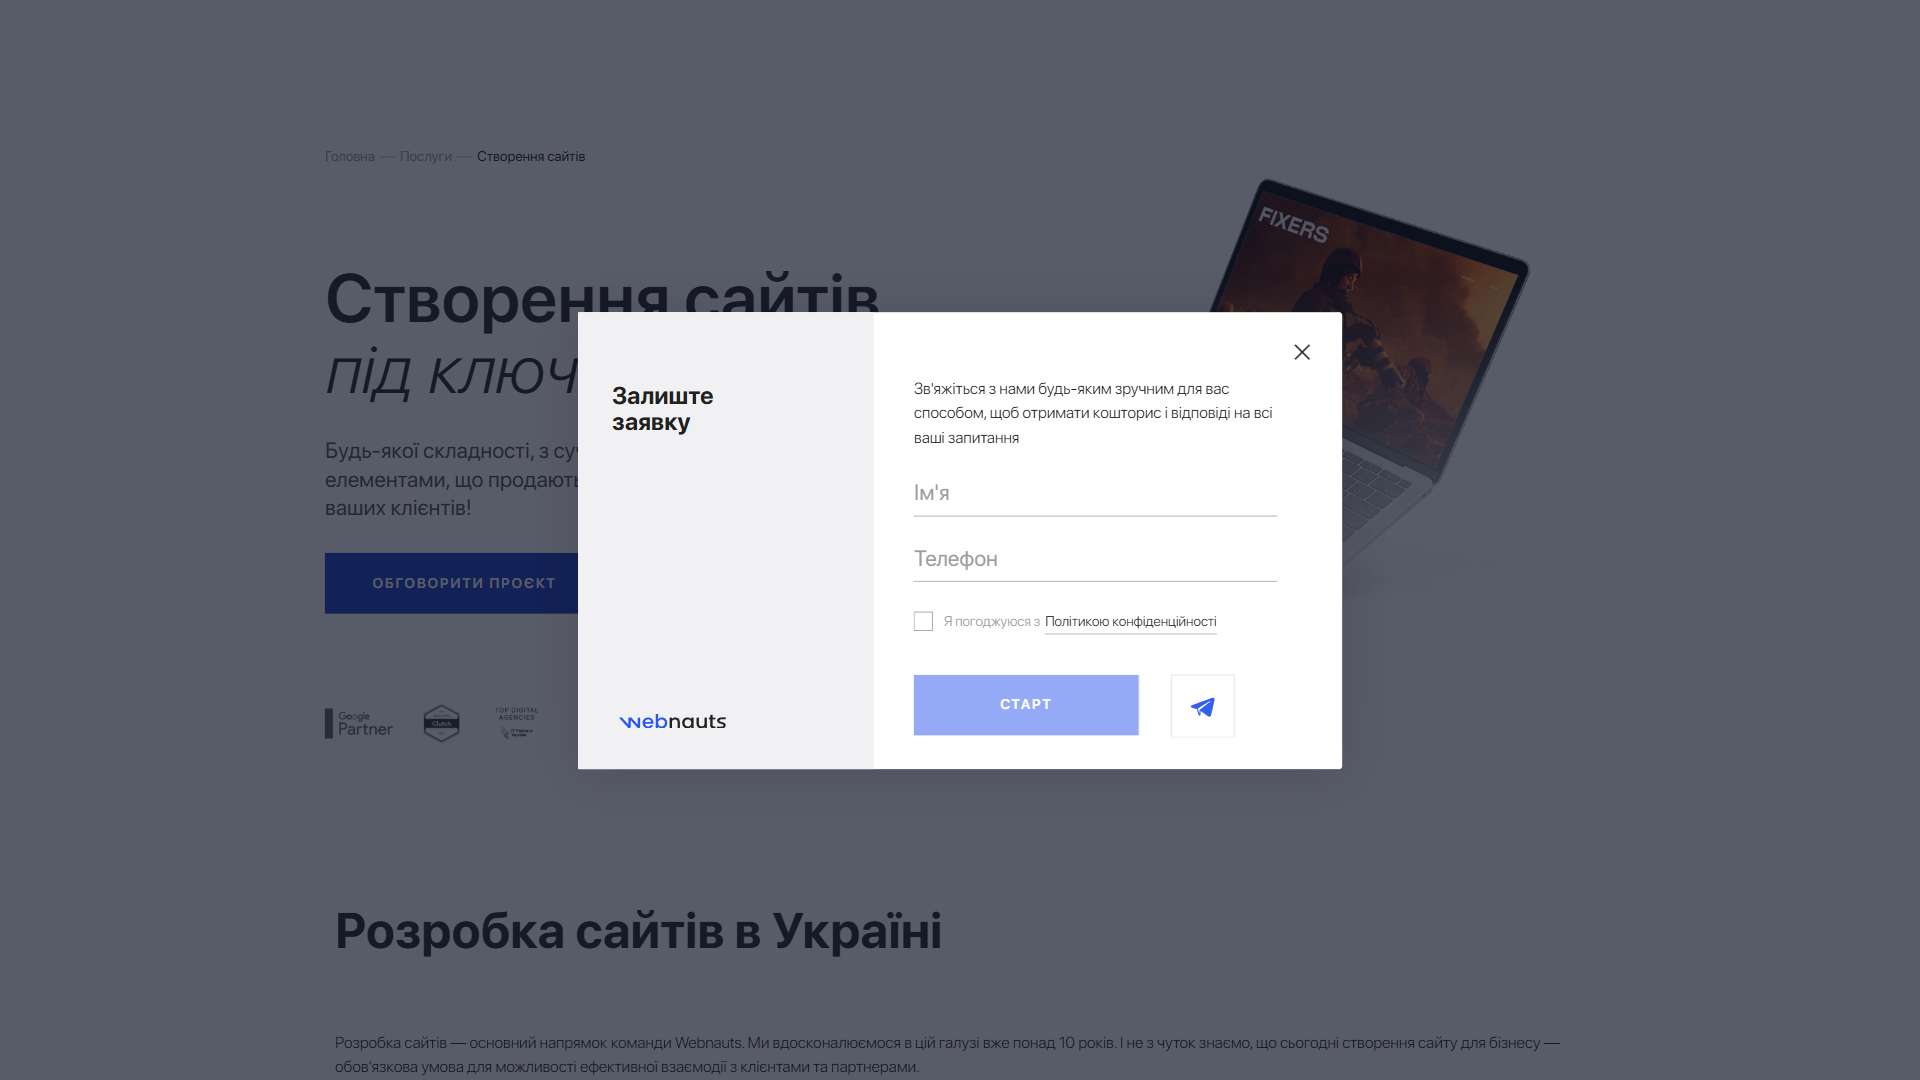 Головна — Послуги — Створення сайтів
FIXERS
Створення сайтів
під ключ
Будь-якої складності, з
елементами, що продають
ваших клієнтів!
ОБГОВОРИТИ ПРОЄКТ
Google
Partner
TOP DIGITAL
AGENCIES
Залиште
заявку
webnauts
Зв'яжіться з нами будь-яким зручним для вас
способом, щоб отримати кошторис і відповіді на всі
ваші запитання
Ім'я
Телефон
Я погоджуюся з Політикою конфіденційності
СТАРТ
Розробка сайтів в Україні
Розробка сайтів — основний напрямок команди Webnauts. Ми вдосконалюємося в цій галузі вже понад 10 років. І не з чуток знаємо, що сьогодні створення сайту для бізнесу —
обов'язкова умова для можливості ефективної взаємодії з клієнтами та партнерами.